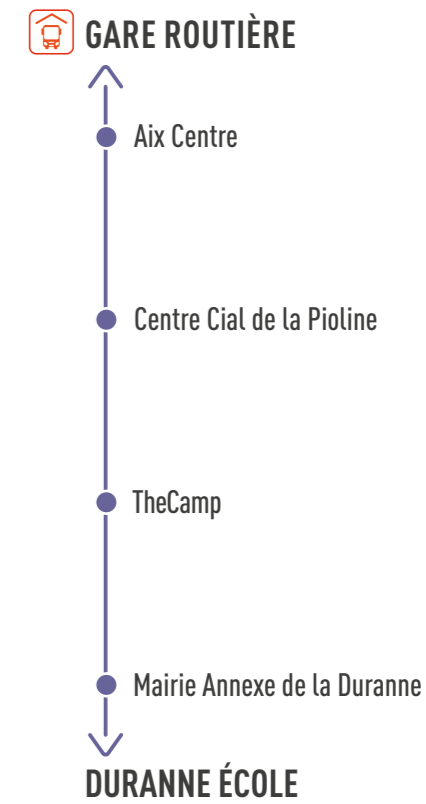 GARE ROUTIÈRE
Aix Centre
Centre Cial de la Pioline
TheCamp
Mairie Annexe de la Duranne
DURANNE ÉCOLE